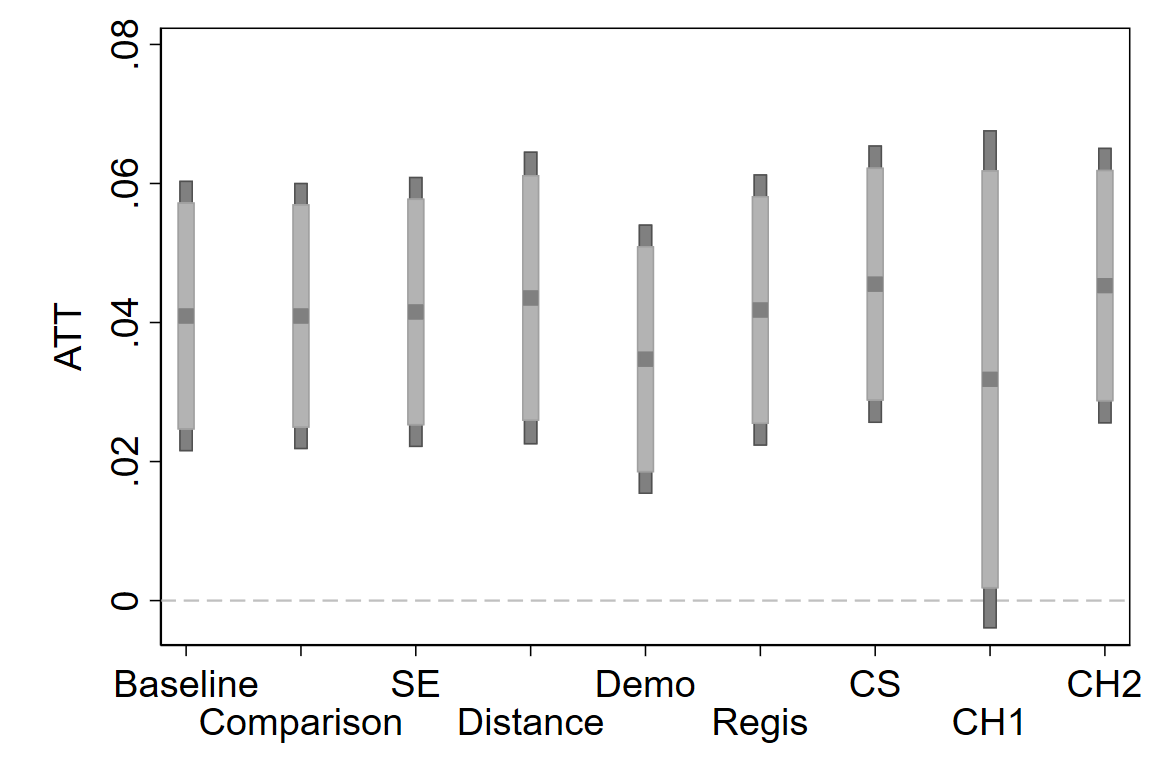 .08
.06
.04
.02
0
ATT
Baseline
Comparison
SE
Distance
Demo
Regis
CS
CH1
CH2